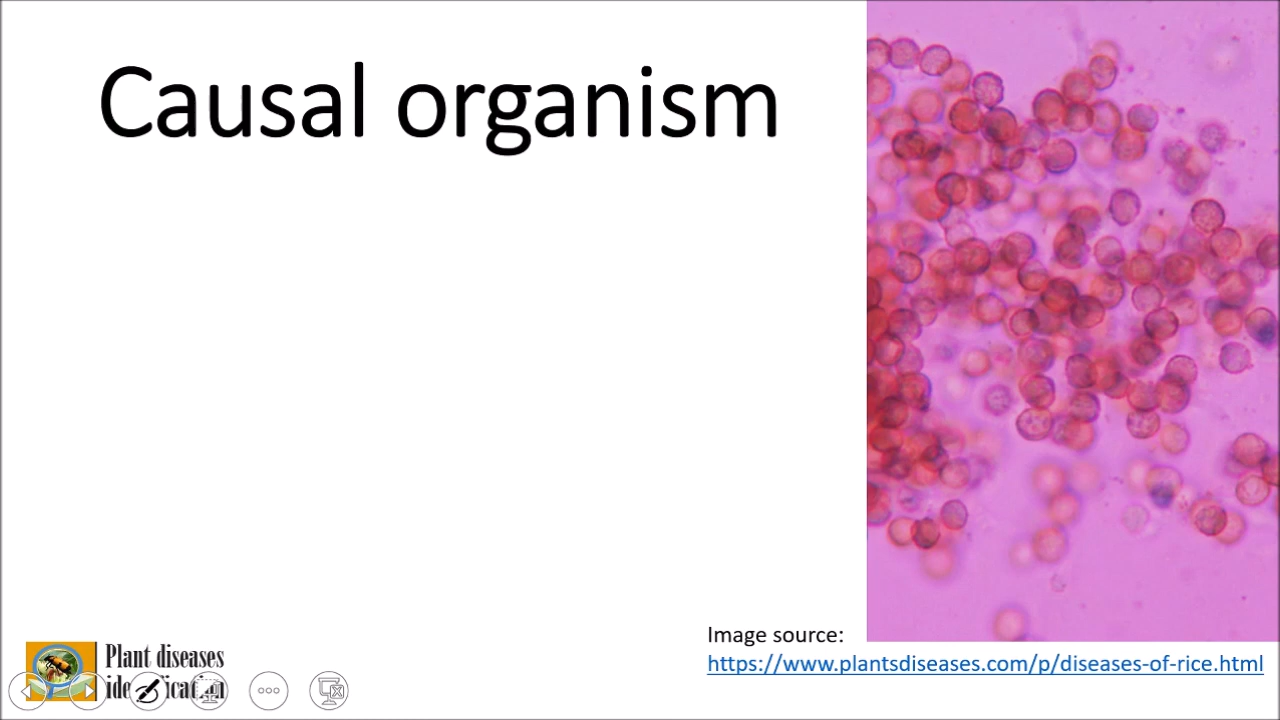 Causal organism
Image source:
https://www.plantsdiseases.com/p/diseases-of-rice.html
Plant diseases